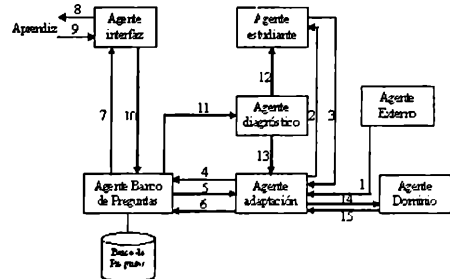 8
Aprendiz
9
Agente
interfaz
Agente
estudiante
7
10
11
12
2
3
Agente
diagnóstico
Agente
Externo
13
4
5
6
Agente Banco
de Preguntas
Agente
adaptación
1
14
15
Agente
Dominio
Banco de
Preguntas